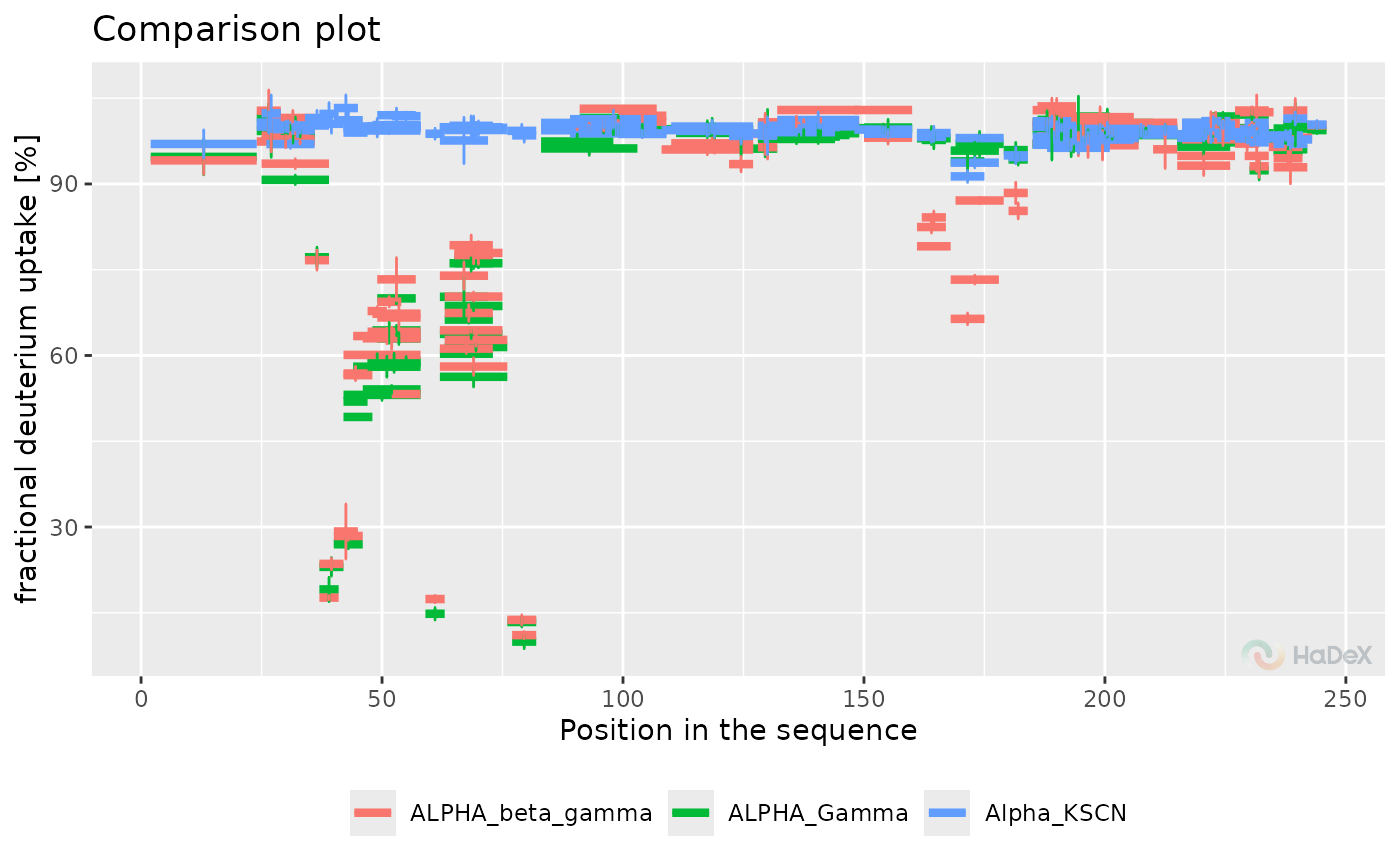 Comparison plot
fractional deuterium uptake [%]
90
60
30
0
50
100
150
200
250
Position in the sequence
HaDeX
ALPHA_beta_gamma
ALPHA_Gamma
Alpha_KSCN